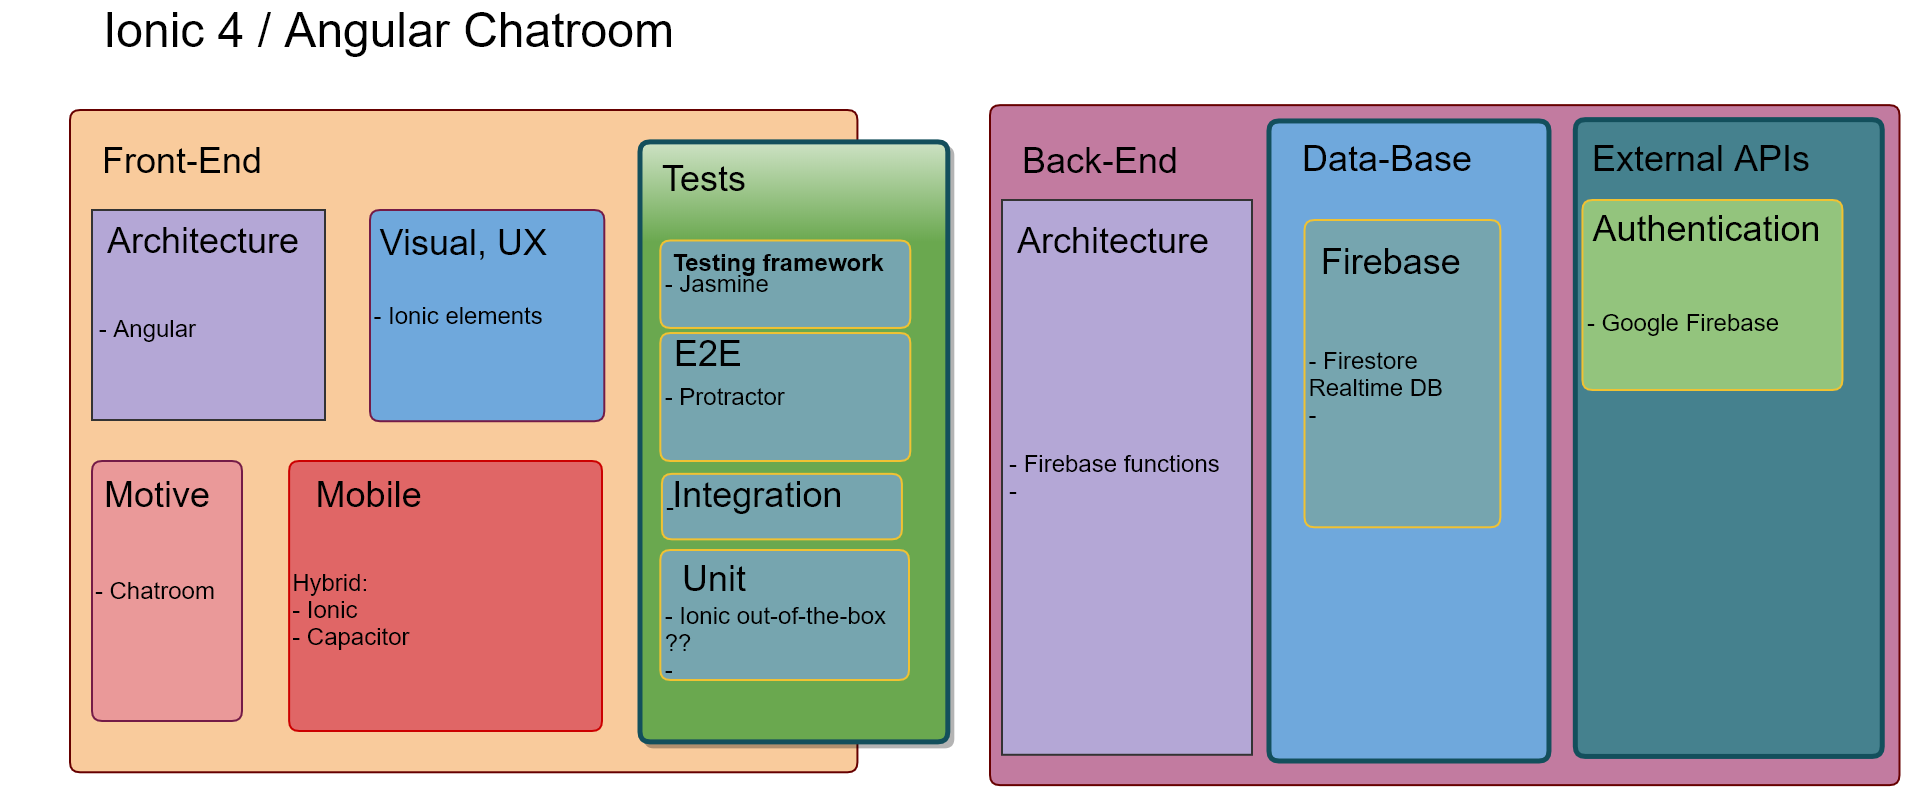 Ionic 4 / Angular Chatroom
Front-End
Architecture
- Angular
Visual, UX
- Ionic elements
Motive
- Chatroom
Mobile
Hybrid:
- Ionic
- Capacitor
Tests
Testing framework
- Jasmine
E2E
- Protractor
Integration
-
Unit
- Ionic out-of-the-box
??
-
Back-End
Architecture
- Firebase functions
-
Data-Base
Firebase
- Firestore
Realtime DB
-
External APIs
Authentication
- Google Firebase